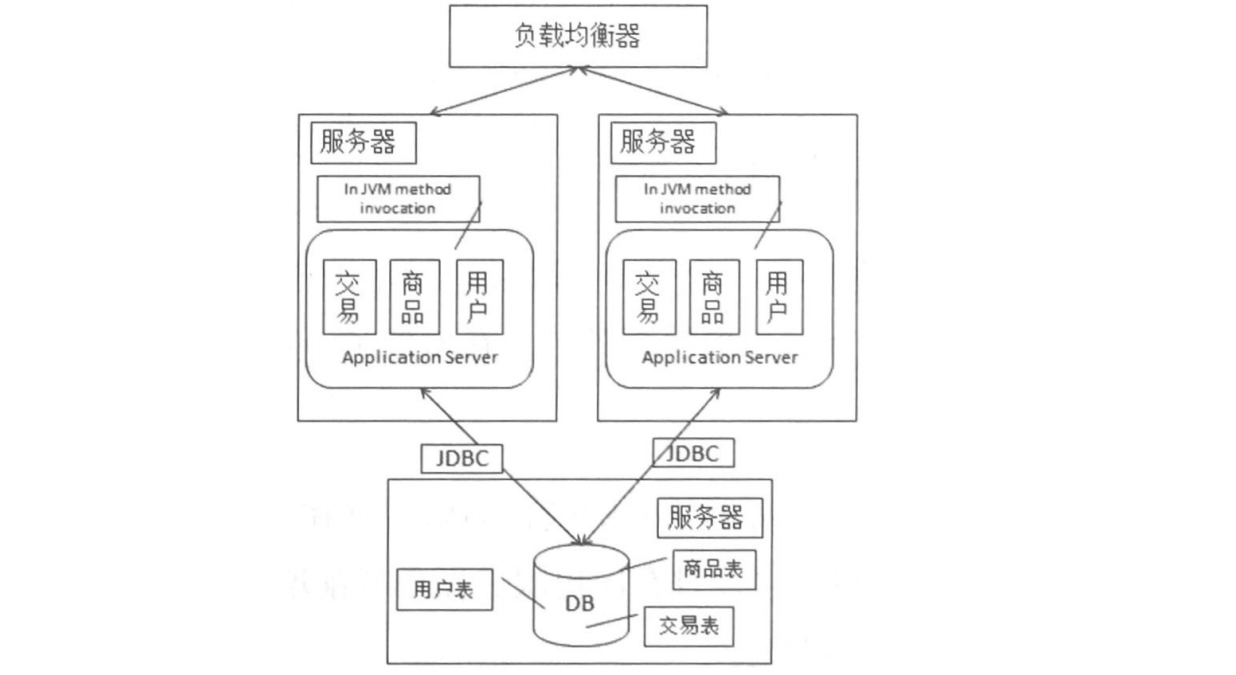 负载均衡器
服务器
In JVM method
invocation
交易
商品
用户
Application Server
服务器
In JVM method
invocation
交易
商品
用户
Application Server
JDBC
JDBC
服务器
用户表
DB
商品表
交易表